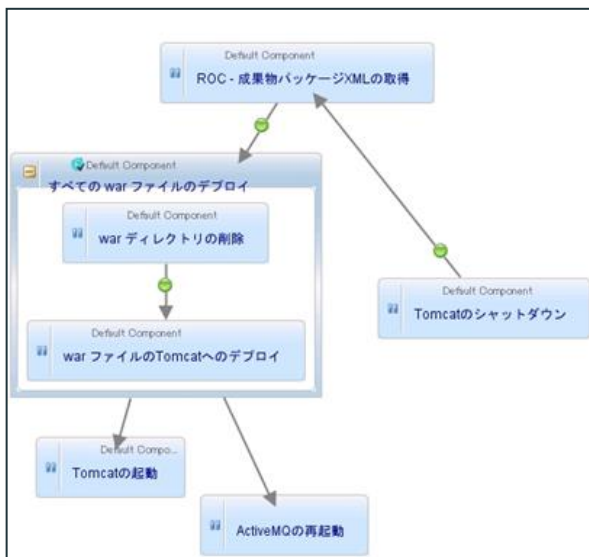 Default Component
ROC - 成果物パッケージXMLの取得
Default Component
すべての war ファイルのデプロイ
Default Component
war ディレクトリの削除
Default Component
war ファイルのTomcatへのデプロイ
Default Component
Tomcatのシャットダウン
Default Compo...
Tomcatの起動
ActiveMQの再起動